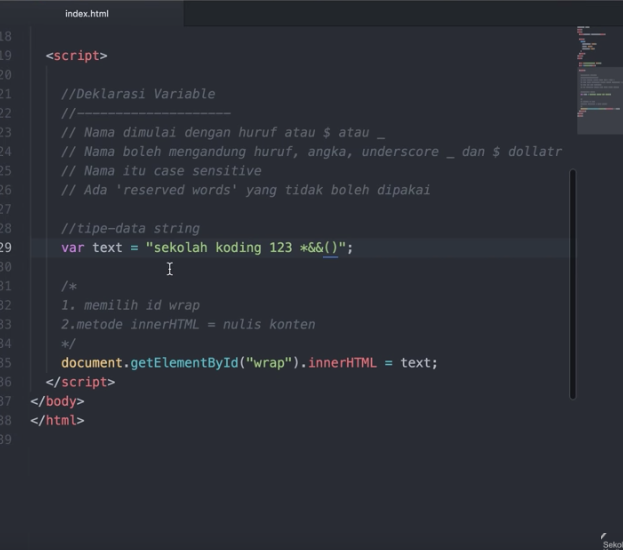 index.html
18
19 <script>
20
21 //Deklarasi Variable
22 //--------------------
23 // Nama dimulai dengan huruf atau $ atau _
24 // Nama boleh mengandung huruf, angka, underscore _ dan $ dollatr
25 // Nama itu case sensitive
26 // Ada 'reserved words' yang tidak boleh dipakai
27
28 //tipe-data string
29 var text = "sekolah koding 123 *&&()";
30
31 /*
32 1. memilih id wrap
33 2.metode innerHTML = nulis konten
34 */
35 document.getElementById("wrap").innerHTML = text;
36 </script>
37 </body>
38 </html>
39